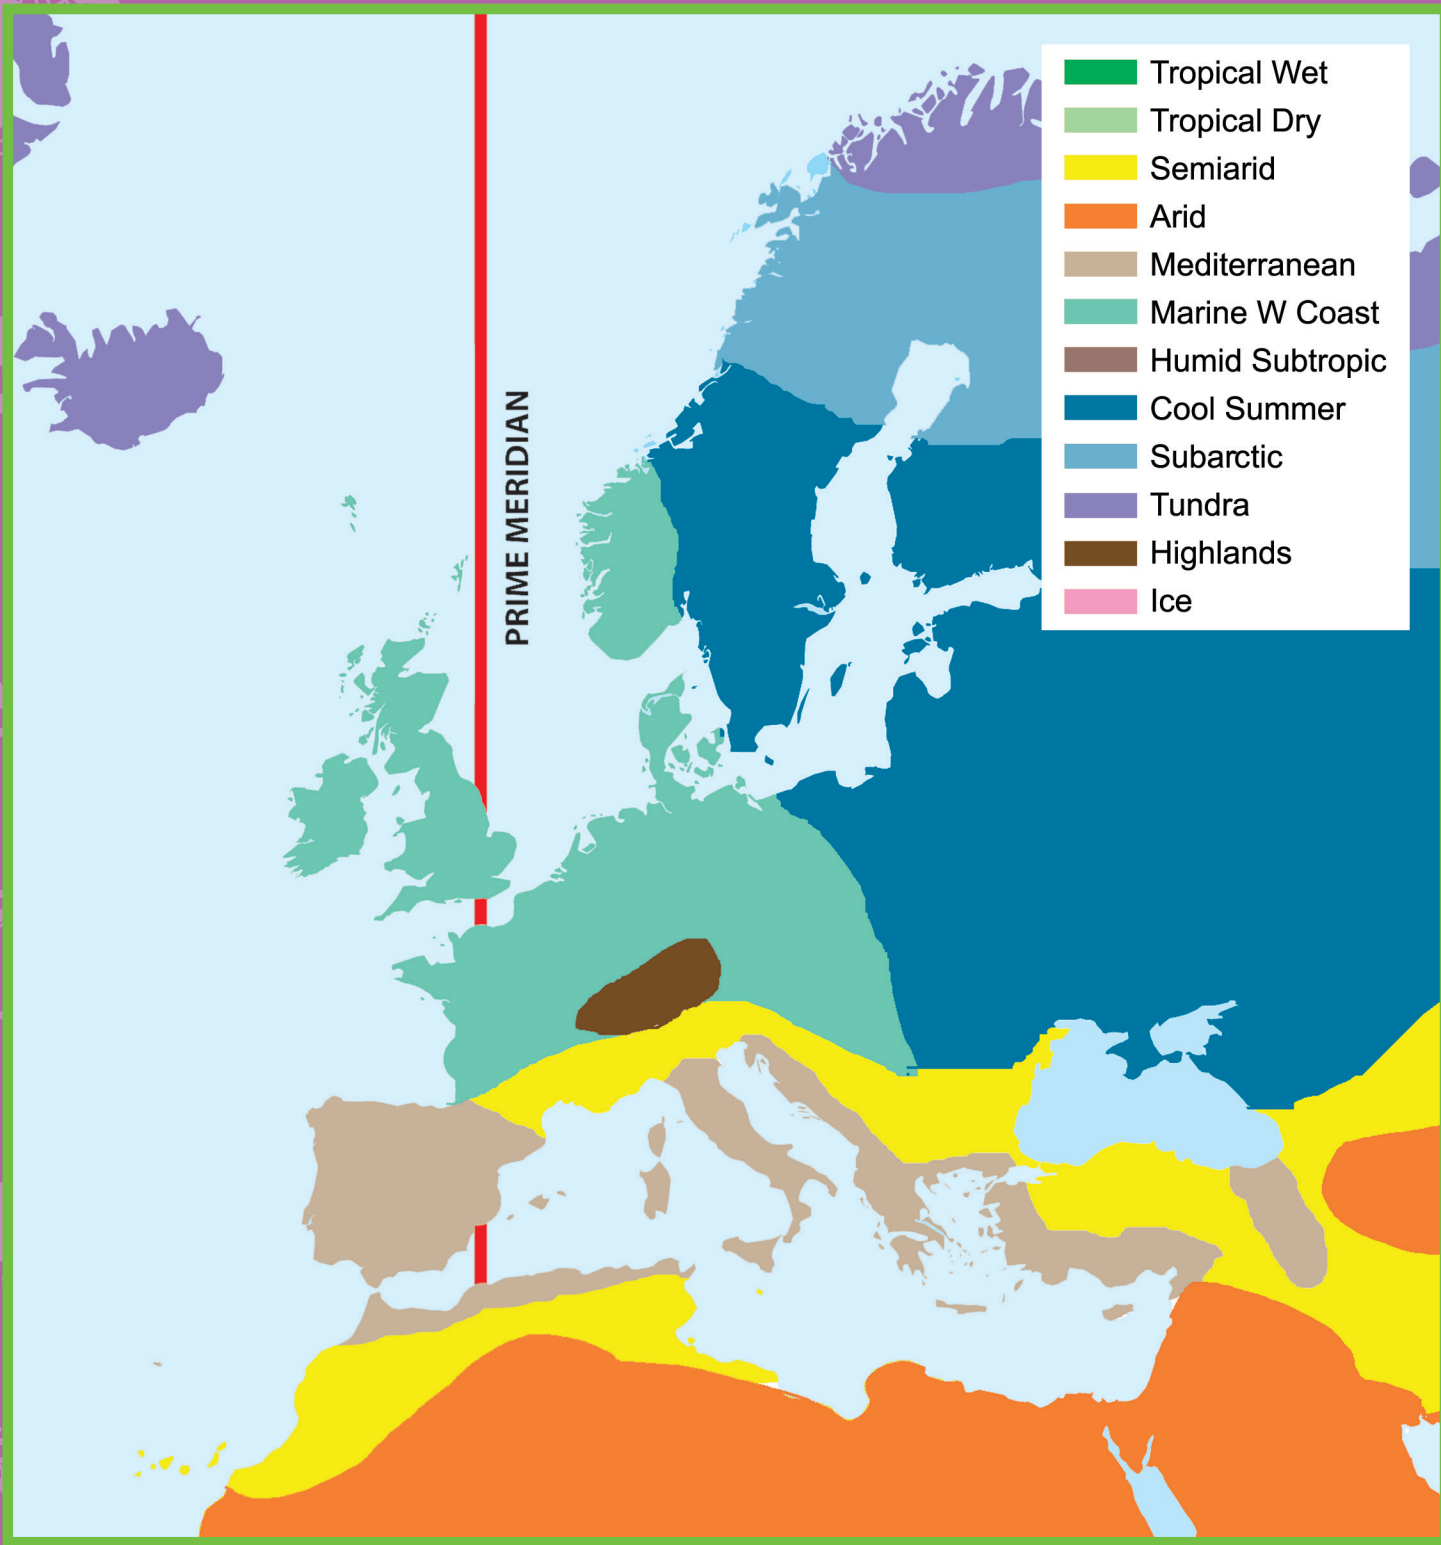 Tropical Wet
Tropical Dry
Semiarid
Arid
Mediterranean
Marine W Coast
Humid Subtropic
Cool Summer
Subarctic
Tundra
Highlands
Ice
PRIME MERIDIAN